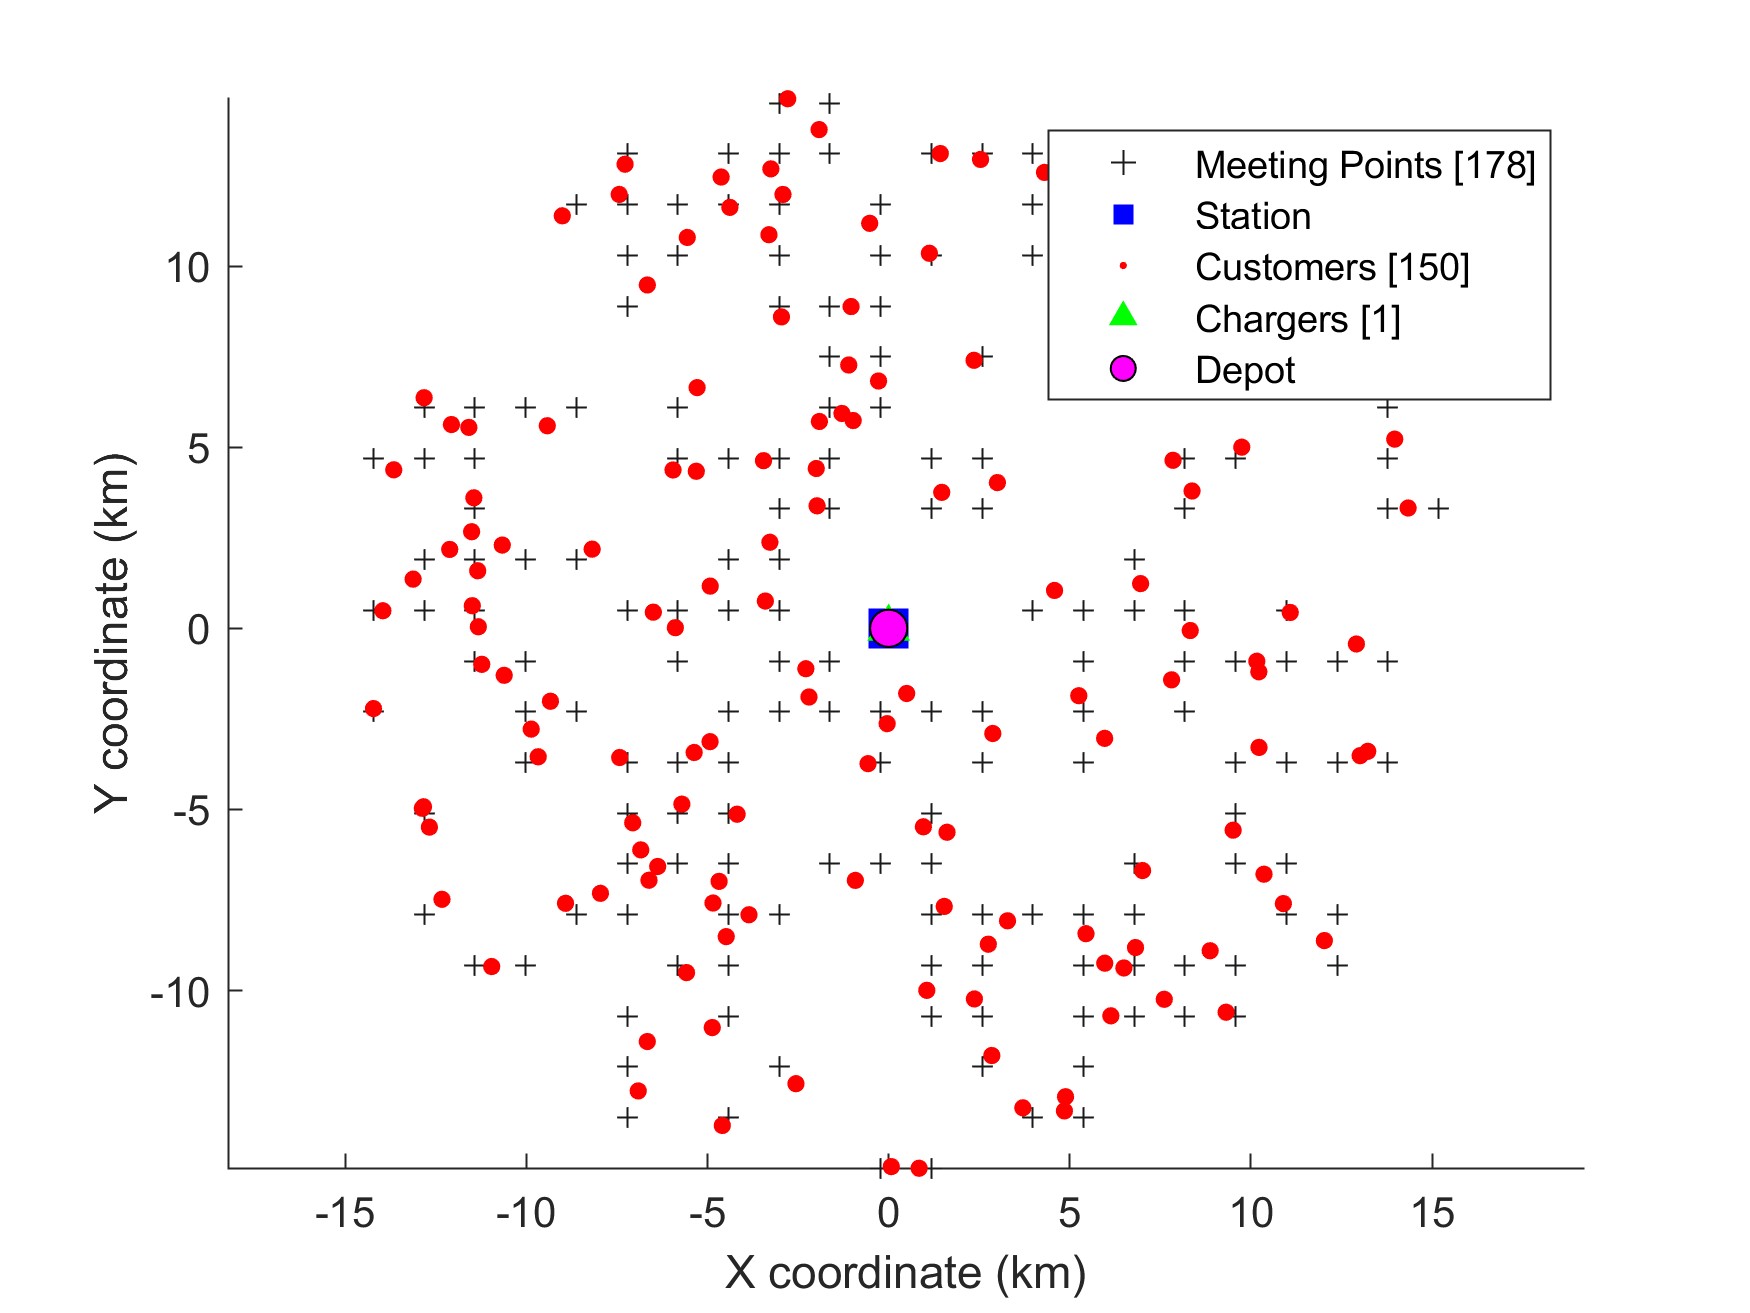 Meeting Points [178]
Station
Customers [150]
Chargers [1]
Depot
10
5
0
-5
-10
Y coordinate (km)
-15 -10 -5 0 5 10 15
X coordinate (km)